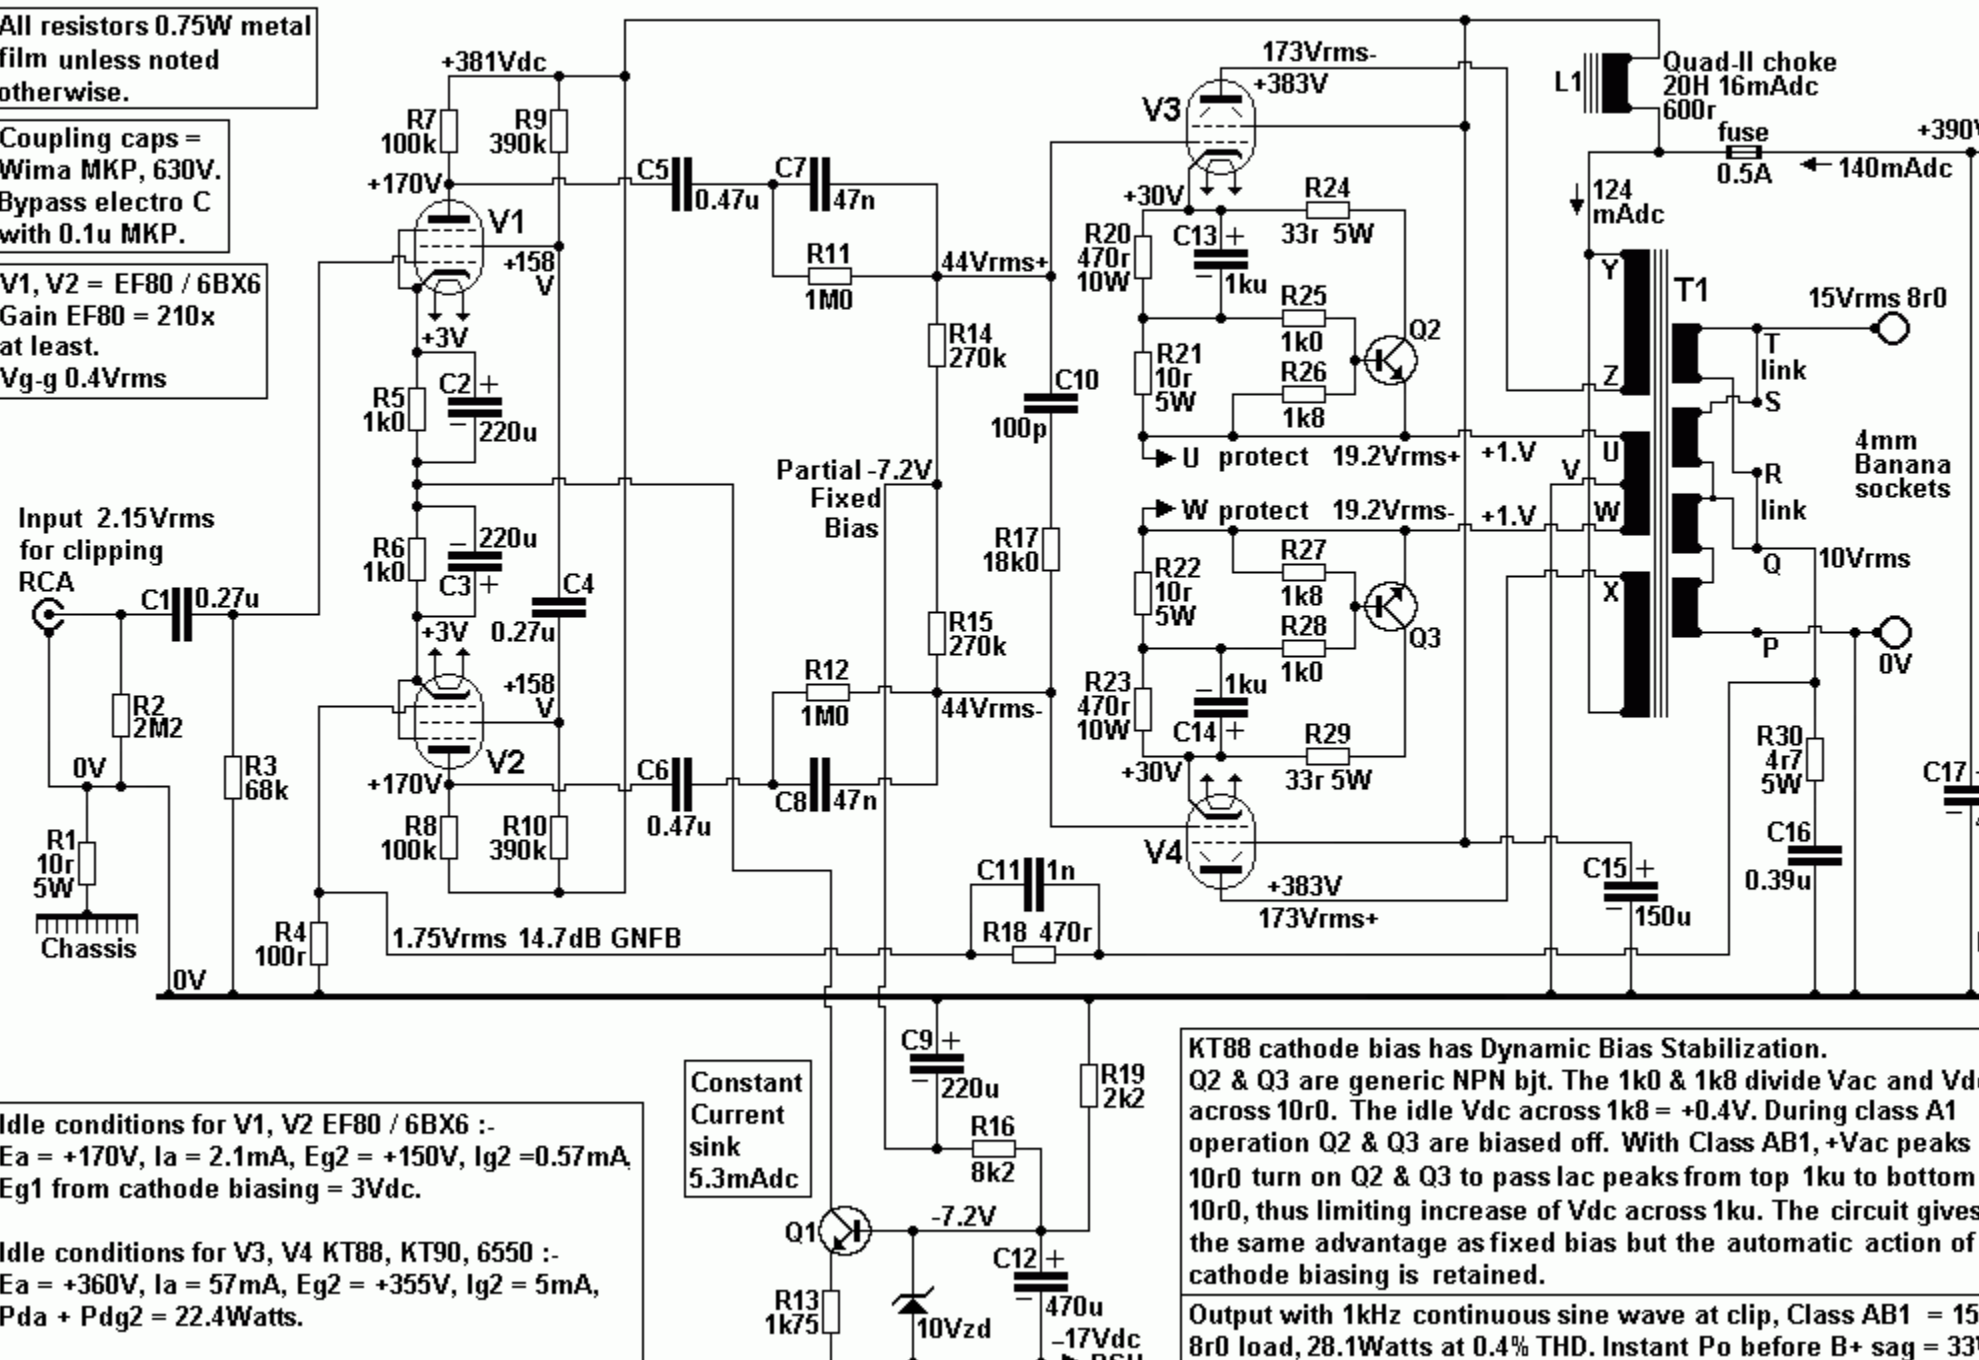 All resistors 0.75W metal
film unless noted
otherwise.
Coupling caps =
Wima MKP, 630V.
Bypass electro C
with 0.1u MKP.
V1, V2 = EF80 / 6BX6
Gain EF80 = 210x
at least.
Vg-g 0.4Vrms
+381Vdc
R7
100k
R9
390k
+170V
V1
+158
V
+3V
C2 +
–
220u
R5
1k0
R6
1k0
– 220u
C3 +
C4
0.27u
+3V
+158
V
V2
+170V
R8
100k
R10
390k
Input 2.15Vrms
for clipping
RCA
C1
0.27u
R2
2M2
0V
R3
68k
R1
10r
5W
Chassis
0V
R4
100r
1.75Vrms 14.7dB GNFB
C5
0.47u
C7
47n
R11
1M0
44Vrms+
R14
270k
Partial -7.2V
Fixed
Bias
R15
270k
R12
1M0
44Vrms-
C6
0.47u
C8
47n
C10
100p
R17
18k0
C11
1n
R18 470r
173Vrms-
+383V
V3
+30V
R24
33r 5W
R20
470r
10W
C13 +
–
1ku
R25
1k0
Q2
R21
10r
5W
R26
1k8
U protect 19.2Vrms+ +1.V
W protect 19.2Vrms- +1.V
R27
1k8
R22
10r
5W
R28
1k0
Q3
R23
470r
10W
– 1ku
C14 +
R29
33r 5W
+30V
V4
+383V
173Vrms+
L1
Quad-II choke
20H 16mAdc
600r
fuse
0.5A
+390V
140mAdc
124
mAdc
Y
Z
U
V
W
X
T1
15Vrms 8r0
T
link
S
R
link
Q
10Vrms
P
0V
4mm
Banana
sockets
R30
4r7
5W
C16
0.39u
C15 +
–
150u
C17
–
C9 +
–
220u
R19
2k2
R16
8k2
Constant
Current
sink
5.3mAdc
Q1
-7.2V
C12 +
–
470u
R13
1k75
10Vzd
–17Vdc
Idle conditions for V1, V2 EF80 / 6BX6 :-
Ea = +170V, Ia = 2.1mA, Eg2 = +150V, Ig2 =0.57mA,
Eg1 from cathode biasing = 3Vdc.
Idle conditions for V3, V4 KT88, KT90, 6550 :-
Ea = +360V, Ia = 57mA, Eg2 = +355V, Ig2 = 5mA,
Pda + Pdg2 = 22.4Watts.
KT88 cathode bias has Dynamic Bias Stabilization.
Q2 & Q3 are generic NPN bjt. The 1k0 & 1k8 divide Vac and Vdc
across 10r0. The idle Vdc across 1k8 = +0.4V. During class A1
operation Q2 & Q3 are biased off. With Class AB1, +Vac peaks
10r0 turn on Q2 & Q3 to pass Iac peaks from top 1ku to bottom
10r0, thus limiting increase of Vdc across 1ku. The circuit gives
the same advantage as fixed bias but the automatic action of
cathode biasing is retained.
Output with 1kHz continuous sine wave at clip, Class AB1 = 15
8r0 load, 28.1Watts at 0.4% THD. Instant Po before B+ sag = 33